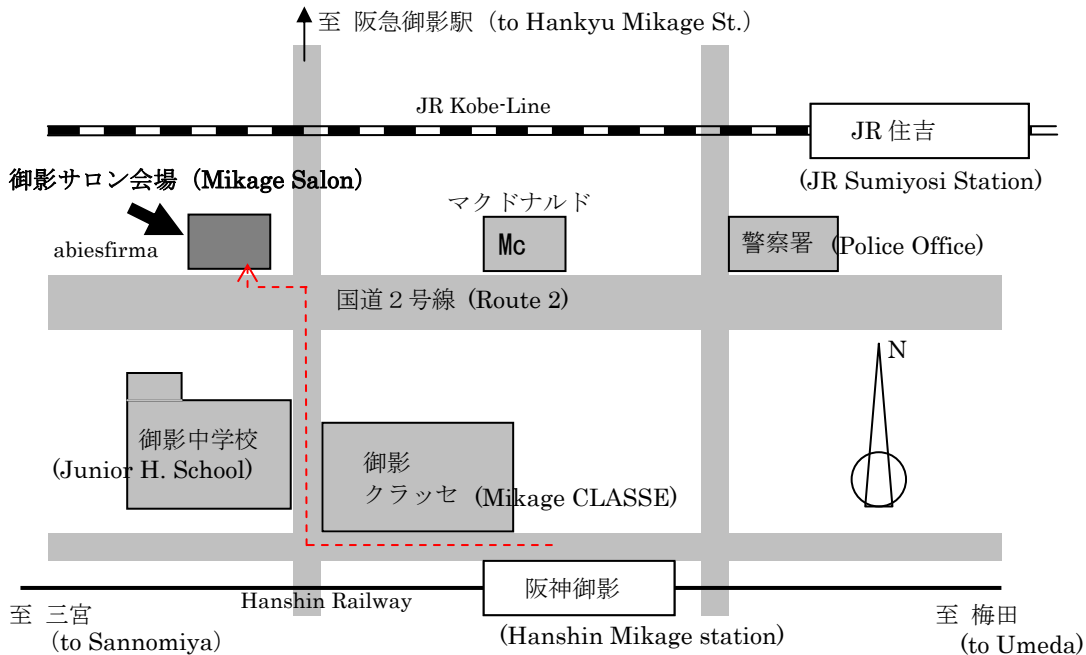 至 阪急御影駅 (to Hankyu Mikage St.)
JR Kobe-Line
JR 住吉
(JR Sumiyosi Station)
御影サロン会場 (Mikage Salon)
マクドナルド
Mc
警察署 (Police Office)
abiesfirma
国道２号線 (Route 2)
N
御影中学校
(Junior H. School)
御影
クラッセ (Mikage CLASSE)
阪神御影
Hanshin Railway
(Hanshin Mikage station)
至 三宮
(to Sannomiya)
至 梅田
(to Umeda)